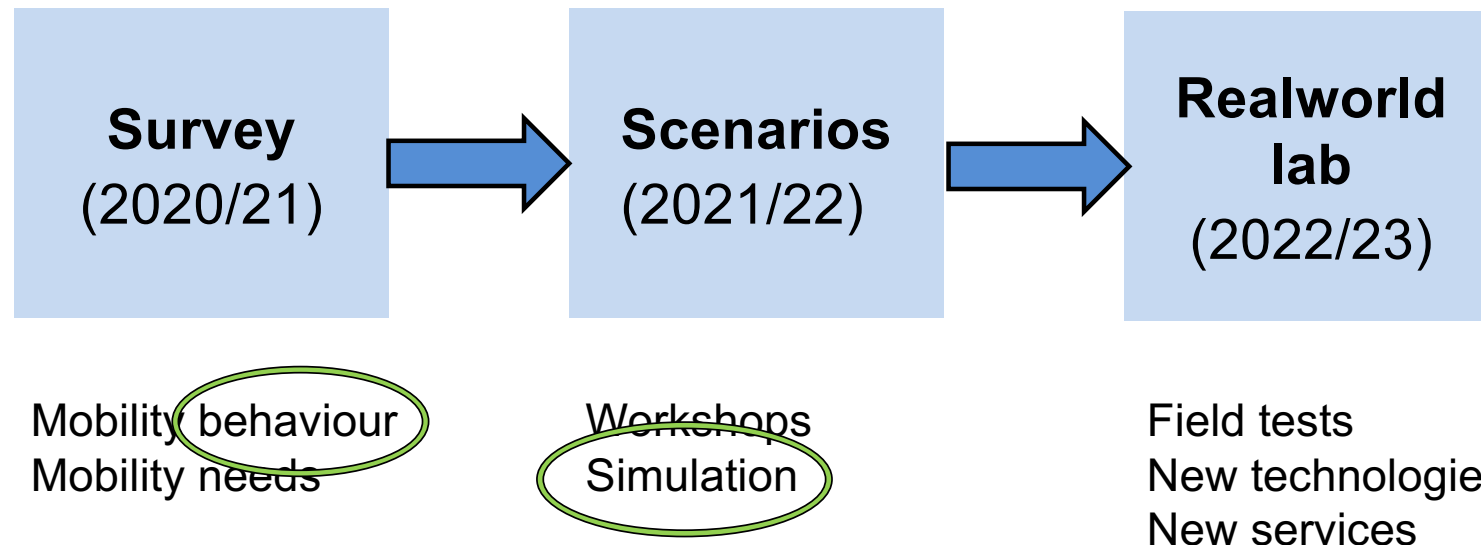 Survey
(2020/21)
Scenarios
(2021/22)
Realworld
lab
(2022/23)
Mobility behaviour
Mobility needs
Workshops
Simulation
Field tests
New technologie
New services